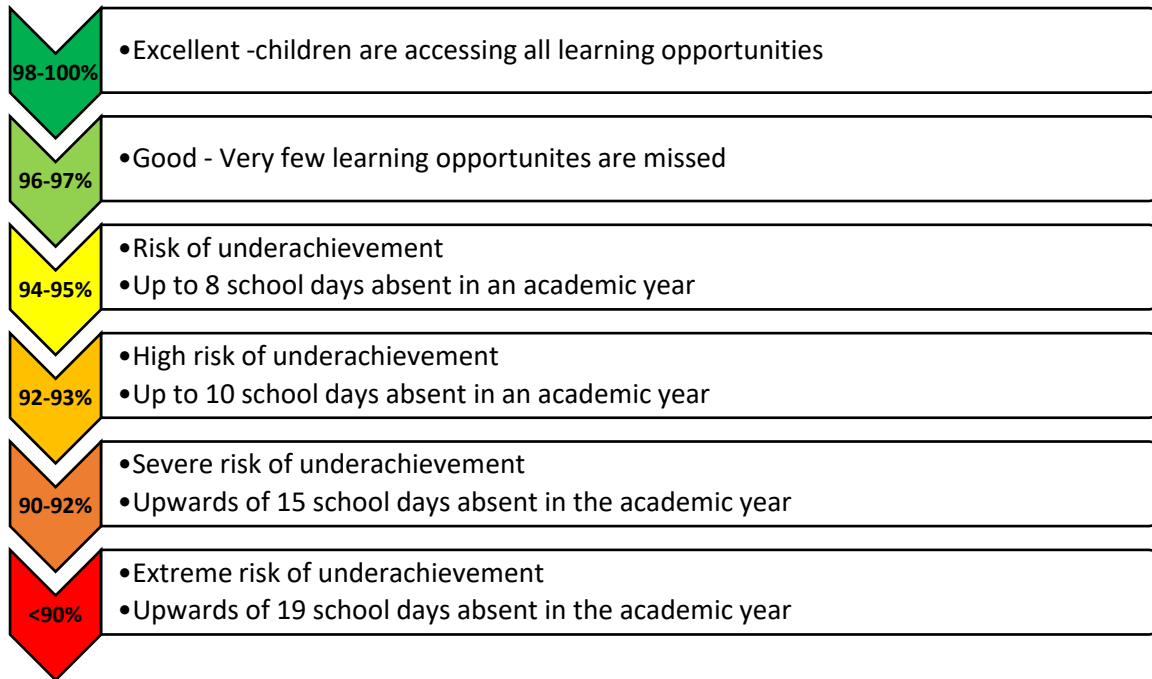 98-100%
•Excellent -children are accessing all learning opportunities
96-97%
•Good - Very few learning opportunites are missed
94-95%
•Risk of underachievement
•Up to 8 school days absent in an academic year
92-93%
•High risk of underachievement
•Up to 10 school days absent in an academic year
90-92%
•Severe risk of underachievement
•Upwards of 15 school days absent in the academic year
<90%
•Extreme risk of underachievement
•Upwards of 19 school days absent in the academic year